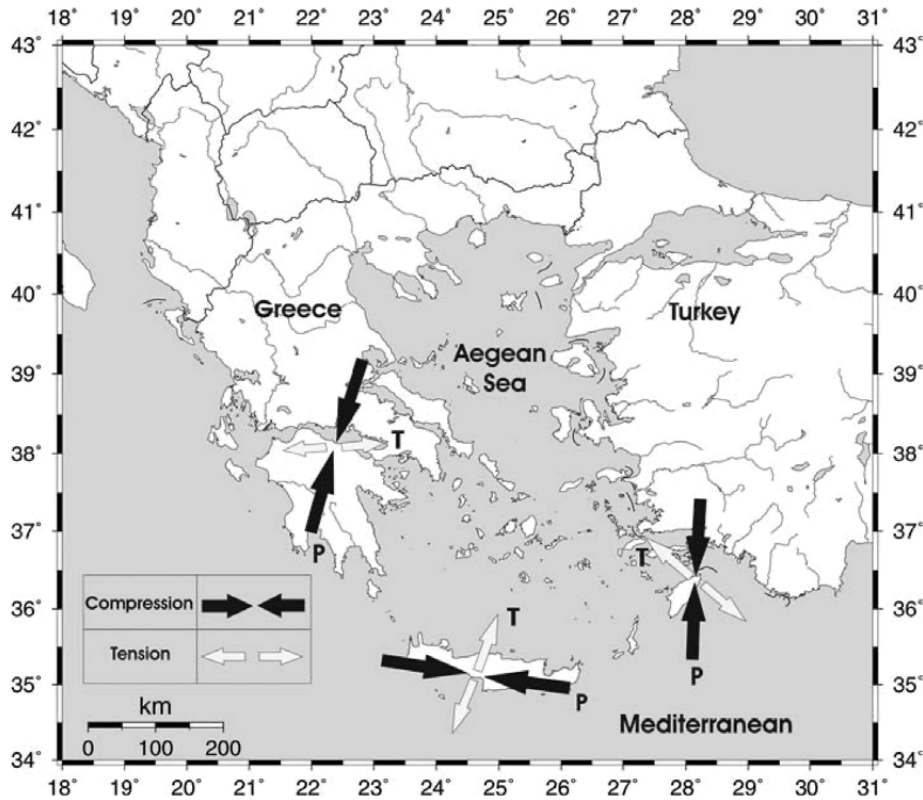 18° 19° 20° 21° 22° 23° 24° 25° 26° 27° 28° 29° 30° 31°
43° 43°
42° 42°
41° 41°
40° 40°
Greece Turkey
Aegean
Sea
39° 39°
38° T 38°
37° 37°
P T
36° Compression 36°
T
Tension
35° P P 35°
km Mediterranean
0 100 200
34° 34°
18° 19° 20° 21° 22° 23° 24° 25° 26° 27° 28° 29° 30° 31°